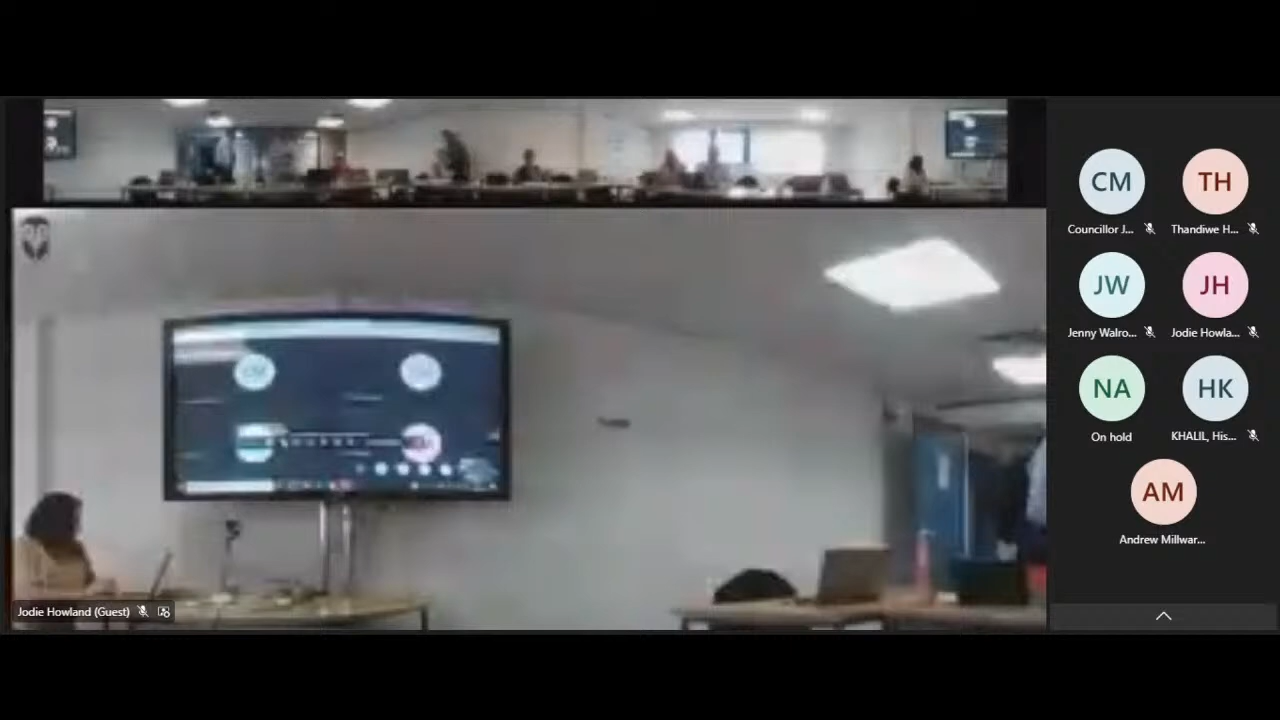 CM
TH
Councillor J...
Thandiwe H...
JW
JH
Jenny Walro...
Jodie Howla...
NA
HK
On hold
KHALIL, His...
AM
Andrew Millwar...
Jodie Howland (Guest)